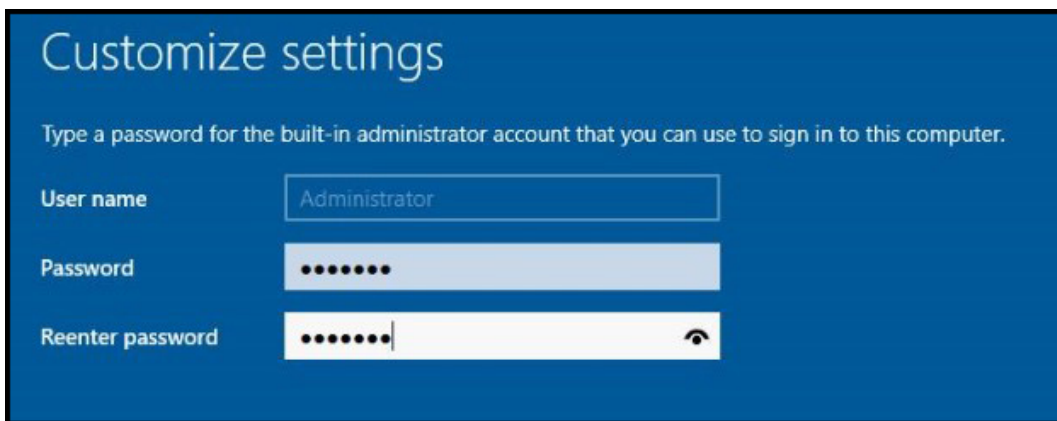 Customize settings
Type a password for the built-in administrator account that you can use to sign in to this computer.
User name
Administrator
Password
•••••••
Reenter password
•••••••